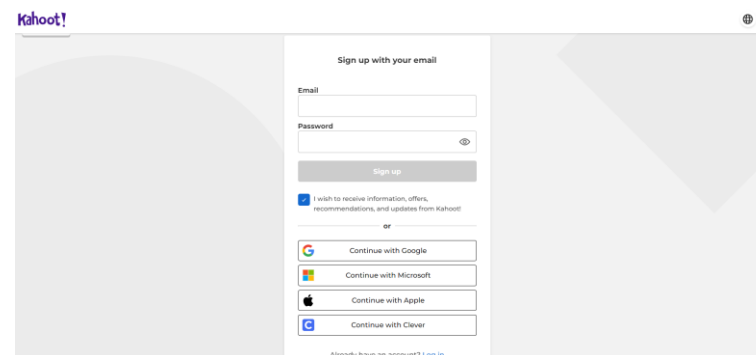 Kahoot!
Sign up with your email
Email
Password
Sign up
I wish to receive information, offers,
recommendations, and updates from Kahoot!
or
Continue with Google
Continue with Microsoft
Continue with Apple
Continue with Clever
Already have an account? Log in